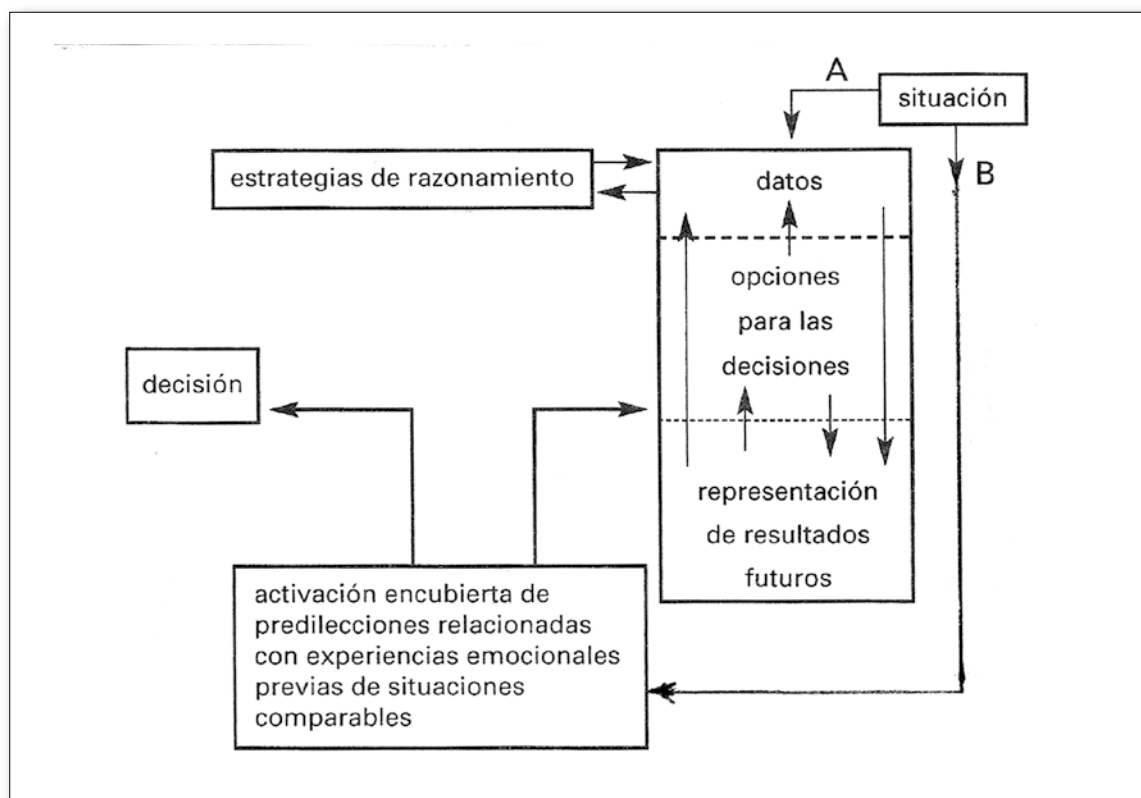 A
situación
estrategias de razonamiento
datos
B
opciones
para las
decisiones
decisión
representación
de resultados
futuros
activación encubierta de
predilecciones relacionadas
con experiencias emocionales
previas de situaciones
comparables